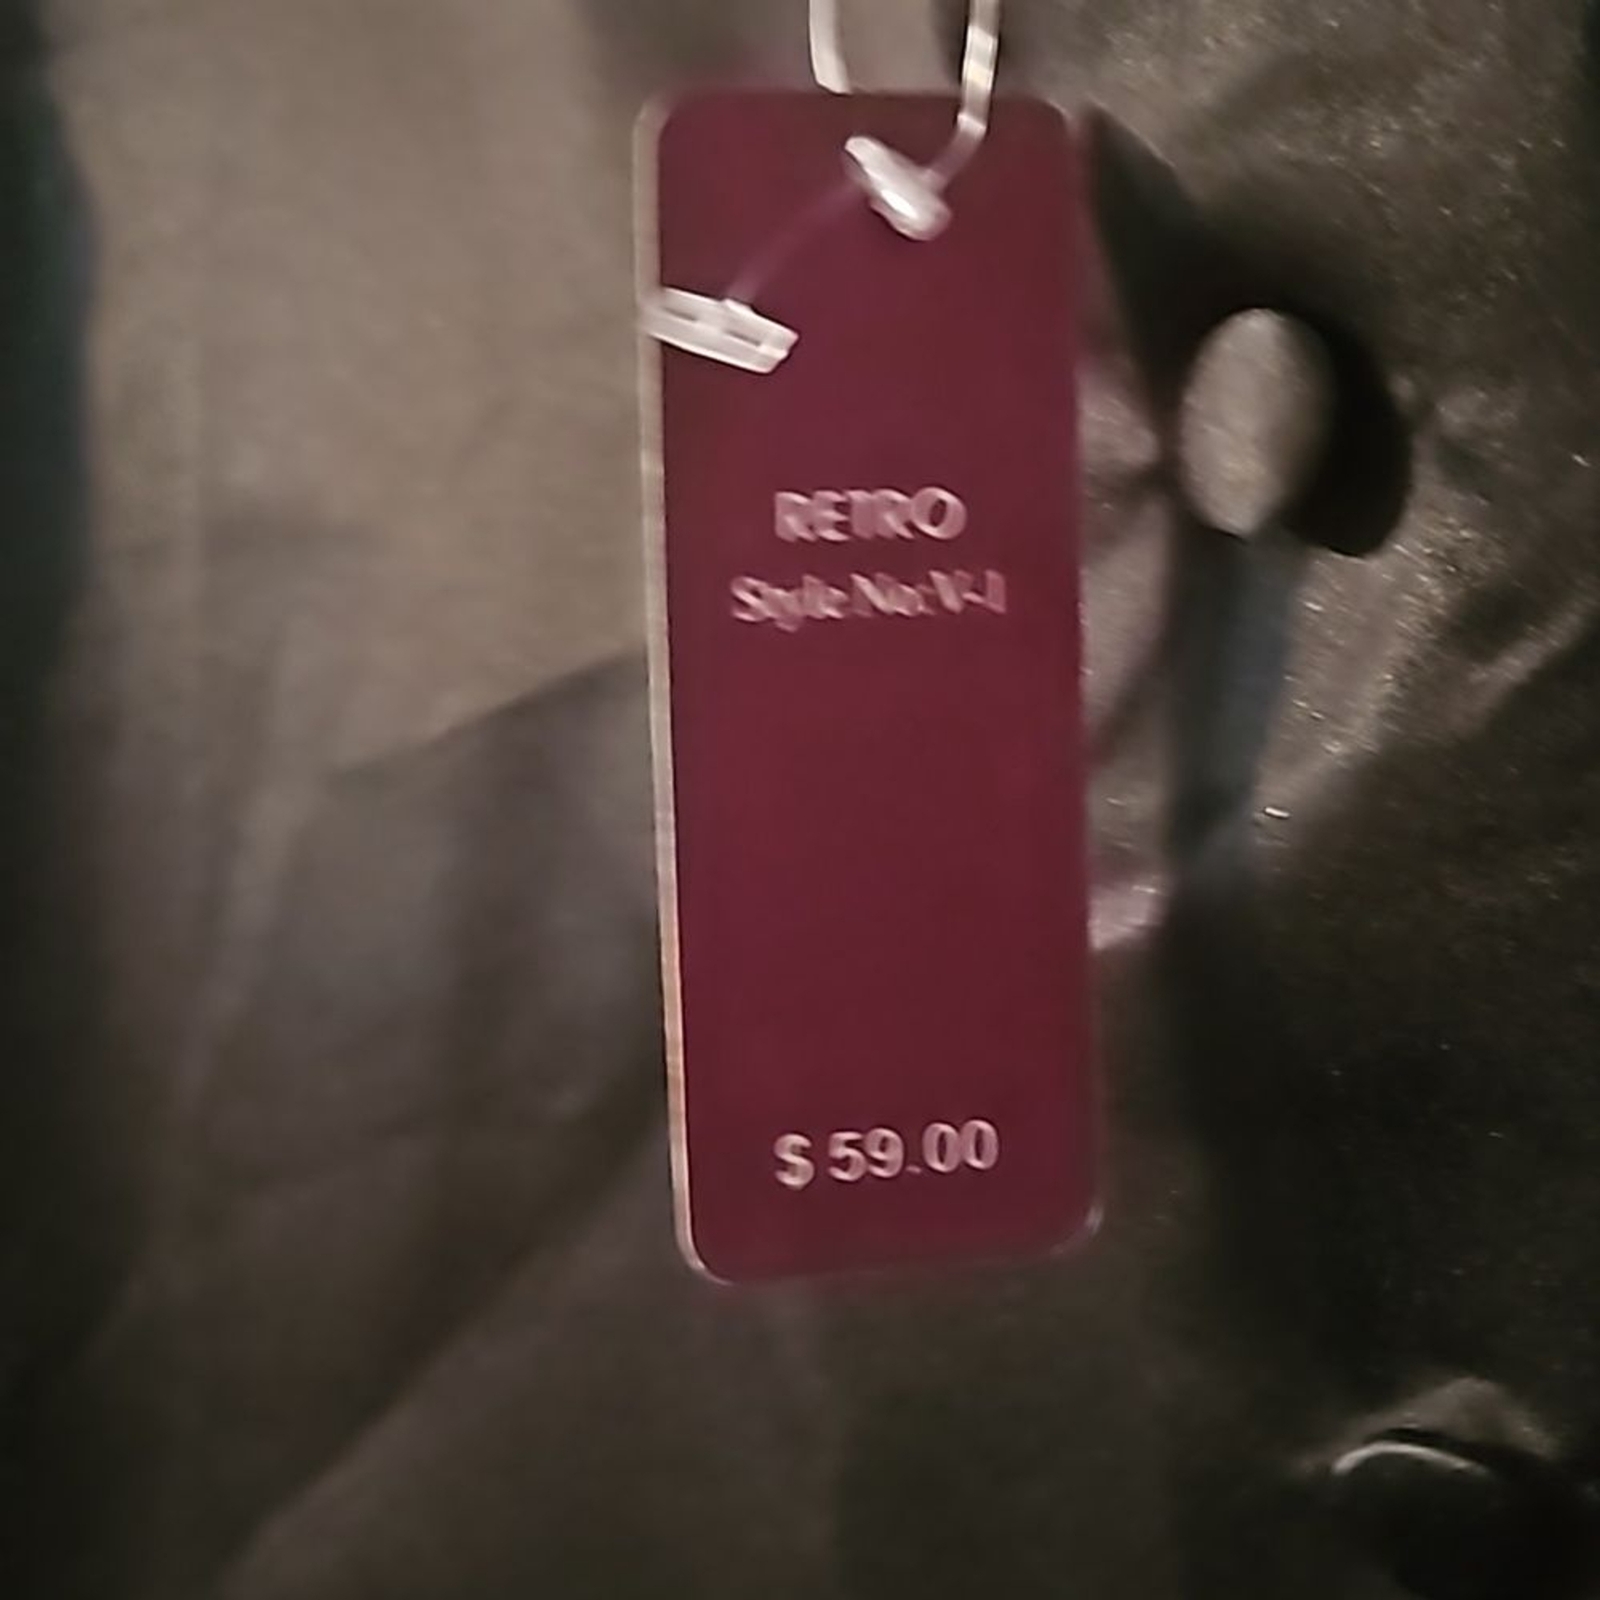 RETRO
Style No: V-1
$ 59.00